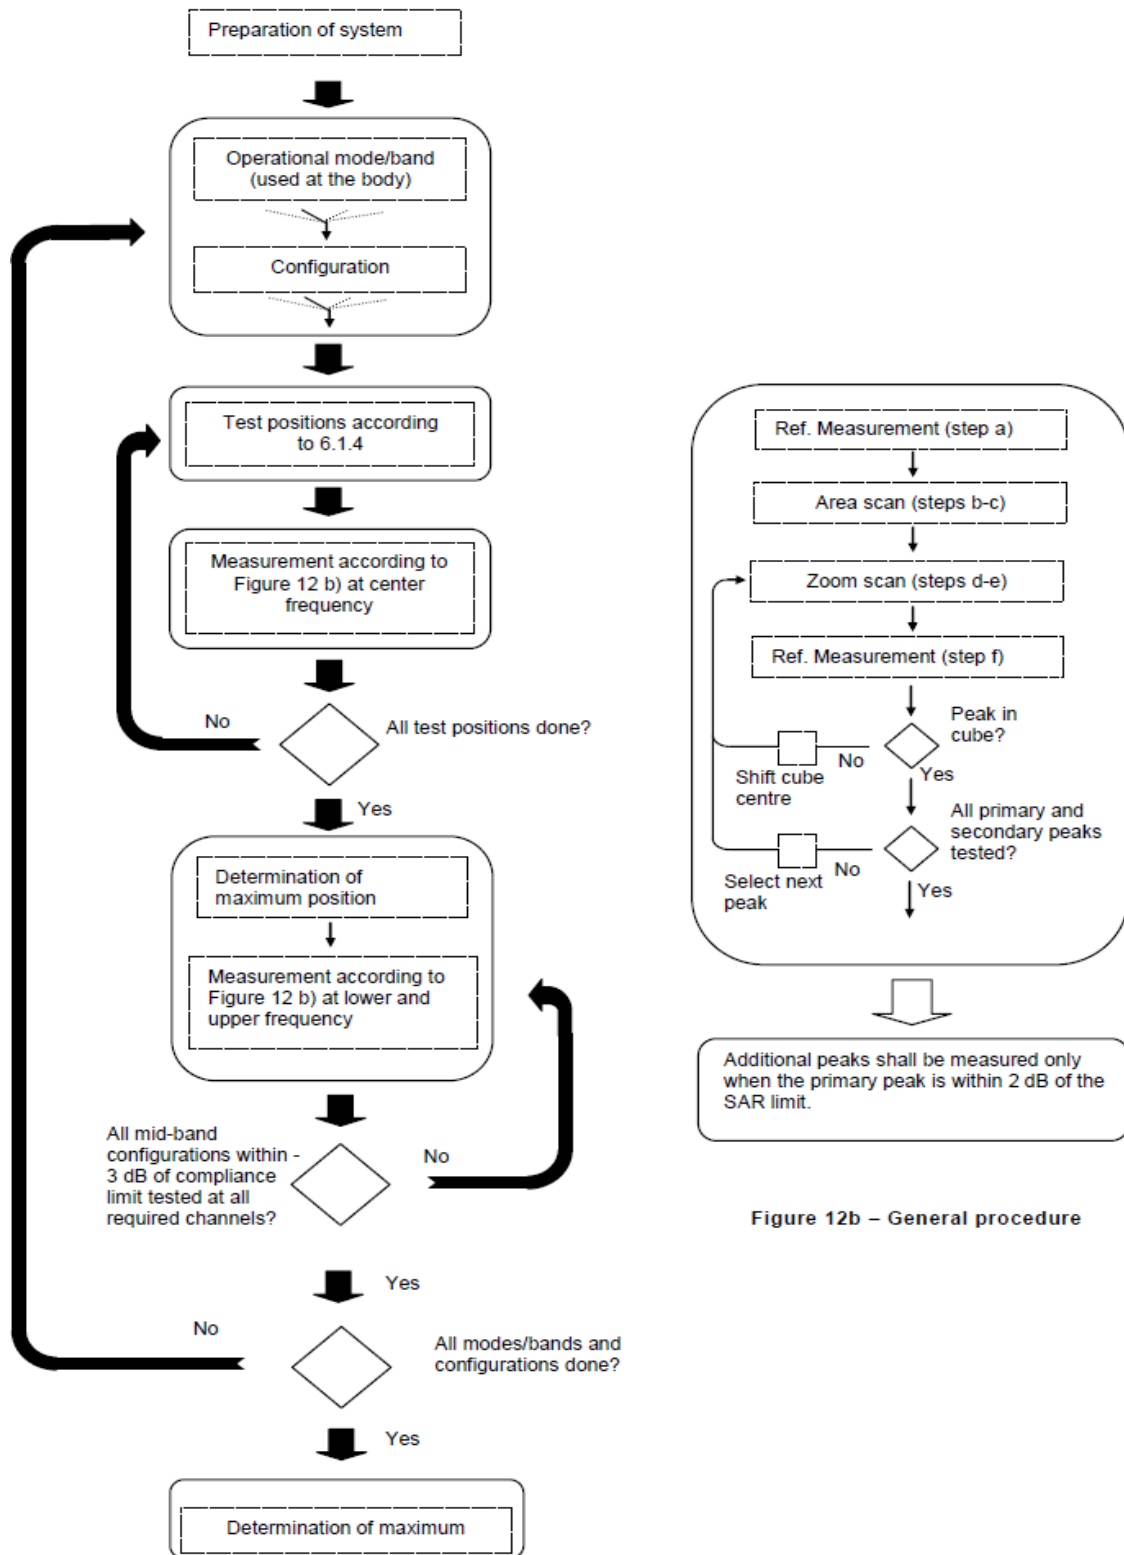 Preparation of system
Operational mode/band
(used at the body)
Configuration
Test positions according
to 6.1.4
Measurement according to
Figure 12 b) at center
frequency
No
All test positions done?
Yes
Determination of
maximum position
Measurement according to
Figure 12 b) at lower and
upper frequency
All mid-band
configurations within -
3 dB of compliance
limit tested at all
required channels?
No
Yes
No
All modes/bands and
configurations done?
Yes
Determination of maximum
Ref. Measurement (step a)
Area scan (steps b-c)
Zoom scan (steps d-e)
Ref. Measurement (step f)
Peak in
cube?
No
Shift cube
centre
Yes
All primary and
secondary peaks
tested?
No
Select next
peak
Yes
Additional peaks shall be measured only
when the primary peak is within 2 dB of the
SAR limit.
Figure 12b – General procedure